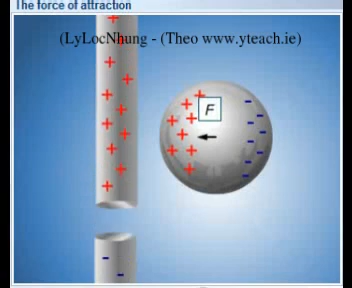 The force of attraction
(LyLocNhung - (Theo www.yteach.ie)
F